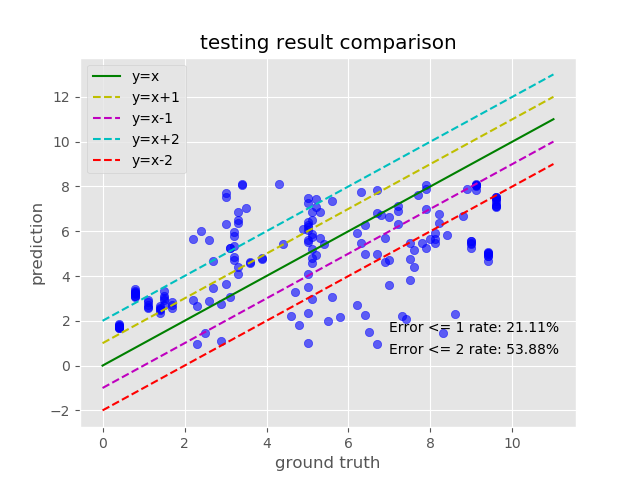 testing result comparison
y=x
y=x+1
y=x-1
y=x+2
y=x-2
12
10
8
6
4
2
0
−2
prediction
Error <= 1 rate: 21.11%
Error <= 2 rate: 53.88%
0
2
4
6
8
10
ground truth